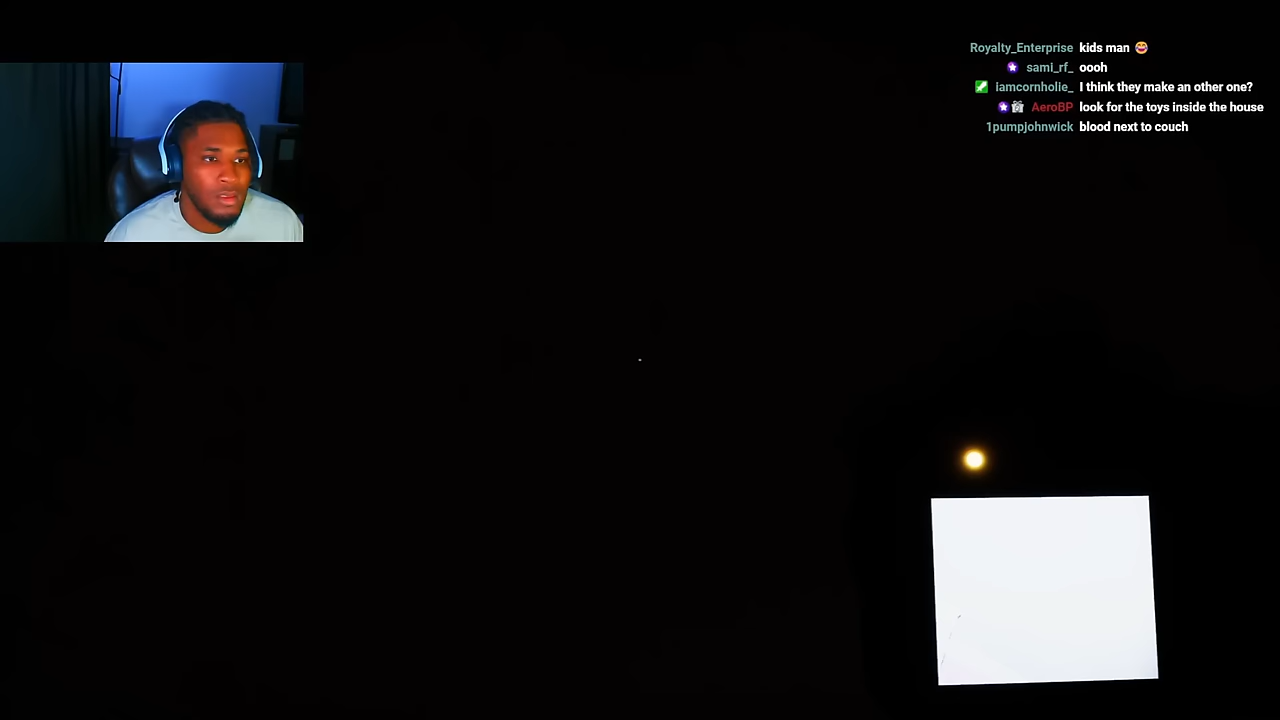 Royalty_Enterprise kids man 😂
sami_rf_ oooh
iamcornholie_ I think they make an other one?
AeroBP look for the toys inside the house
1pumpjohnwick blood next to couch